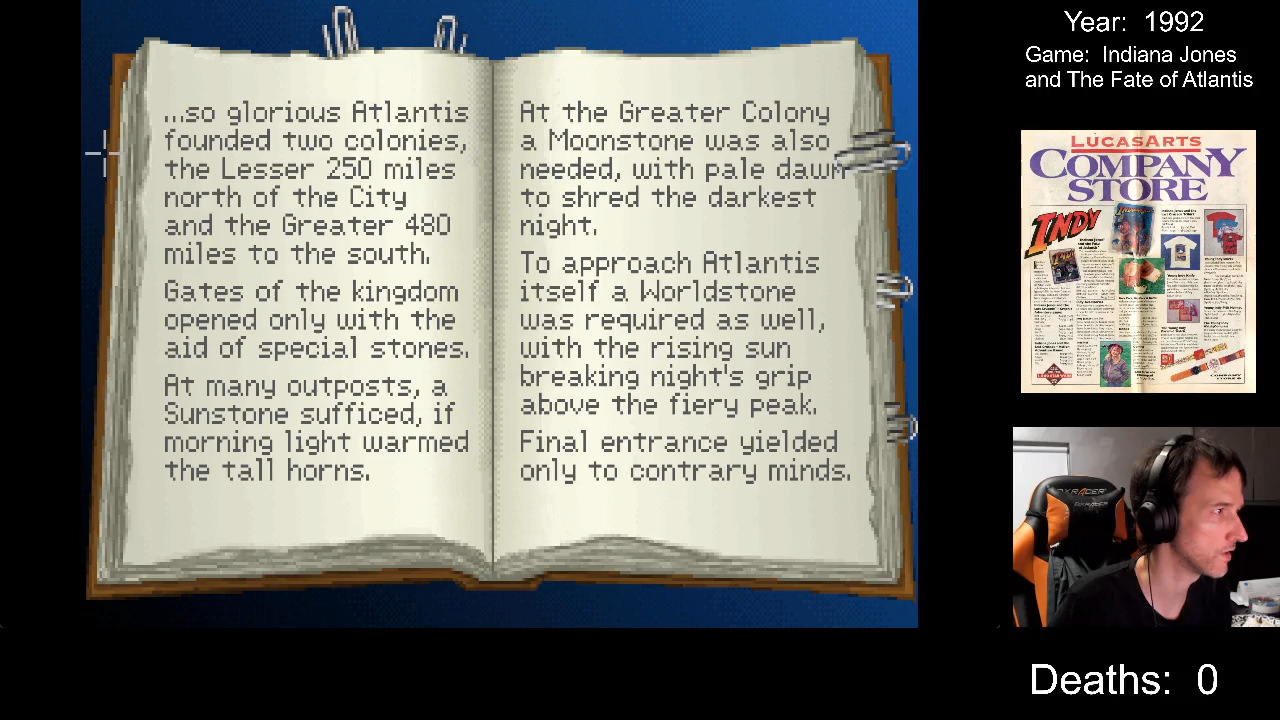 ...so glorious Atlantis
founded two colonies,
the Lesser 250 miles
north of the City
and the Greater 480
miles to the south.
Gates of the kingdom
opened only with the
aid of special stones.
At many outposts, a
Sunstone sufficed, if
morning light warmed
the tall horns.
At the Greater Colony
a Moonstone was also
needed, with pale dawn
to shred the darkest
night.
To approach Atlantis
itself a Worldstone
was required as well,
with the rising sun
breaking night's grip
above the fiery peak.
Final entrance yielded
only to contrary minds.
Year: 1992
Game: Indiana Jones
and The Fate of Atlantis
LUCASARTS
COMPANY
STORE
INDY
Deaths: 0